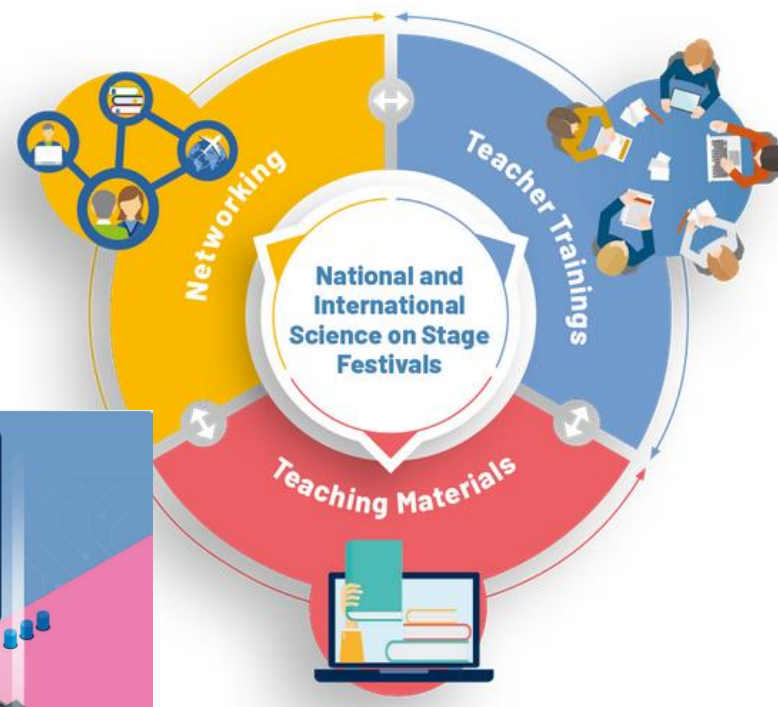 Networking
Teacher Trainings
National and
International
Science on Stage
Festivals
Teaching Materials